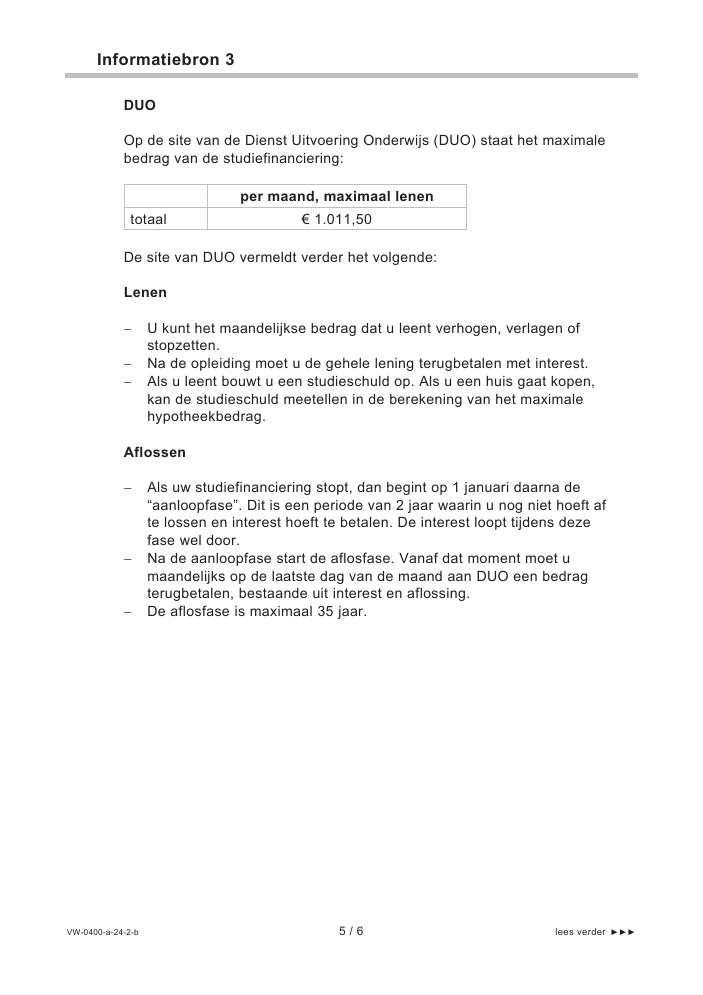 Informatiebron 3
DUO
Op de site van de Dienst Uitvoering Onderwijs (DUO) staat het maximale
bedrag van de studiefinanciering:
per maand, maximaal lenen
totaal € 1.011,50
De site van DUO vermeldt verder het volgende:
Lenen
− U kunt het maandelijkse bedrag dat u leent verhogen, verlagen of
stopzetten.
− Na de opleiding moet u de gehele lening terugbetalen met interest.
− Als u leent bouwt u een studieschuld op. Als u een huis gaat kopen,
kan de studieschuld meetellen in de berekening van het maximale
hypotheekbedrag.
Aflossen
− Als uw studiefinanciering stopt, dan begint op 1 januari daarna de
“aanloopfase”. Dit is een periode van 2 jaar waarin u nog niet hoeft af
te lossen en interest hoeft te betalen. De interest loopt tijdens deze
fase wel door.
− Na de aanloopfase start de aflosfase. Vanaf dat moment moet u
maandelijks op de laatste dag van de maand aan DUO een bedrag
terugbetalen, bestaande uit interest en aflossing.
− De aflosfase is maximaal 35 jaar.
VW-0400-a-24-2-b 5 / 6 lees verder ►►►